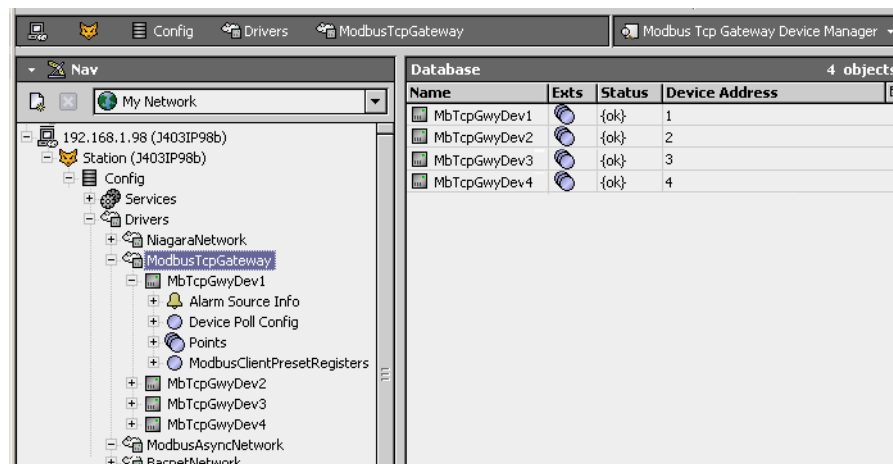 Config Drivers ModbusTcpGateway Modbus Tcp Gateway Device Manager
Nav
My Network
192.168.1.98 (J403IP98b)
Station (J403IP98b)
Config
Services
Drivers
NiagaraNetwork
ModbusTcpGateway
MbTcpGwyDev1
Alarm Source Info
Device Poll Config
Points
ModbusClientPresetRegisters
MbTcpGwyDev2
MbTcpGwyDev3
MbTcpGwyDev4
ModbusAsyncNetwork
BacnetNetwork
Database 4 objects
Name Exts Status Device Address
MbTcpGwyDev1 {ok} 1
MbTcpGwyDev2 {ok} 2
MbTcpGwyDev3 {ok} 3
MbTcpGwyDev4 {ok} 4